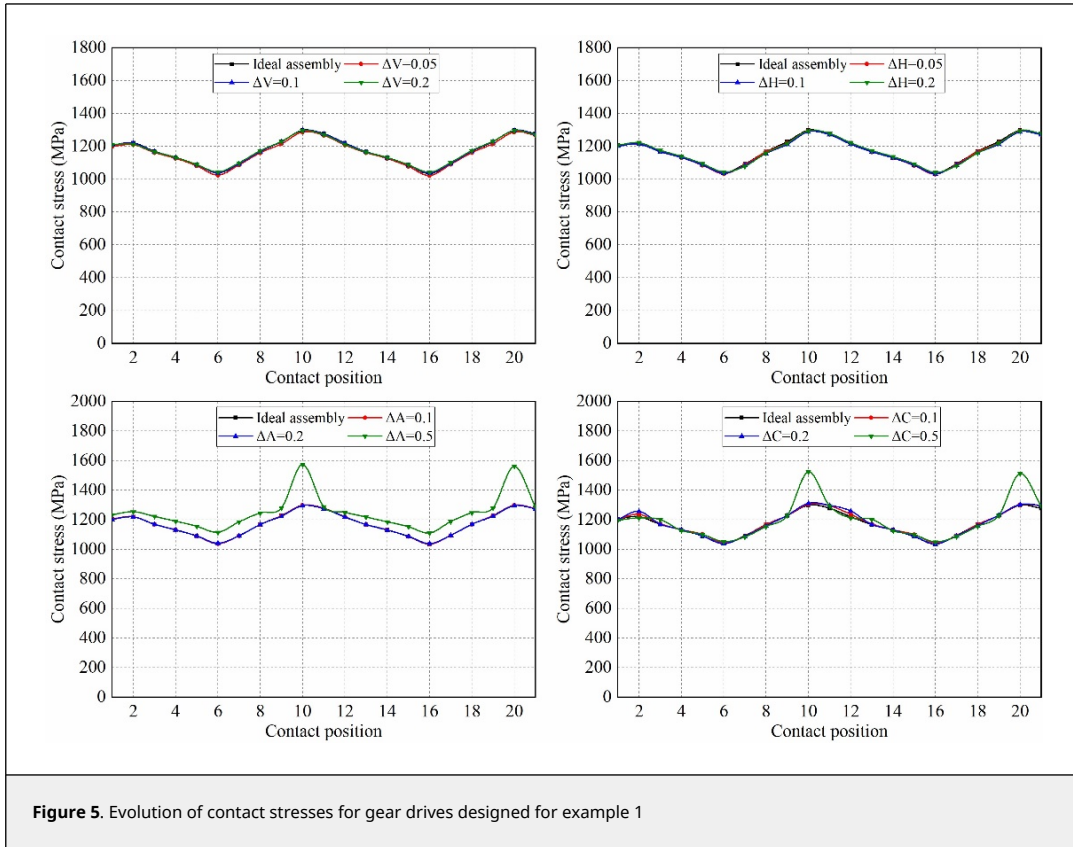 1800
1600
1400
1200
1000
800
600
400
200
0
Contact stress (MPa)
Ideal assembly ΔV=0.05
ΔV=0.1 ΔV=0.2
2 4 6 8 10 12 14 16 18 20
Contact position
1800
1600
1400
1200
1000
800
600
400
200
0
Contact stress (MPa)
Ideal assembly ΔH=0.05
ΔH=0.1 ΔH=0.2
2 4 6 8 10 12 14 16 18 20
Contact position
2000
1800
1600
1400
1200
1000
800
600
400
200
0
Contact stress (MPa)
Ideal assembly ΔA=0.1
ΔA=0.2 ΔA=0.5
2 4 6 8 10 12 14 16 18 20
Contact position
2000
1800
1600
1400
1200
1000
800
600
400
200
0
Contact stress (MPa)
Ideal assembly ΔC=0.1
ΔC=0.2 ΔC=0.5
2 4 6 8 10 12 14 16 18 20
Contact position
Figure 5. Evolution of contact stresses for gear drives designed for example 1